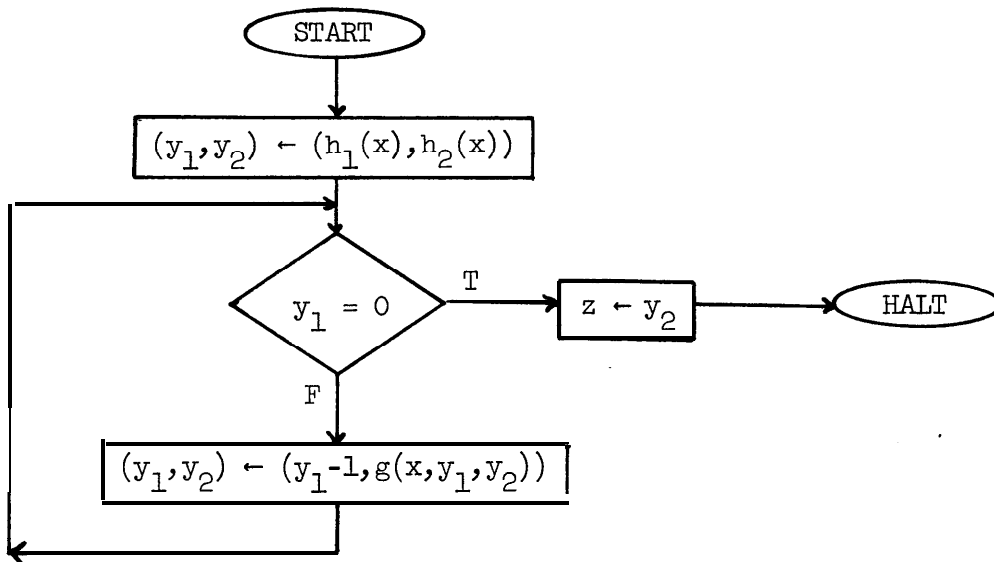 START
(y₁,y₂) ← (h₁(x),h₂(x))
y₁ = 0
T
z ← y₂
HALT
F
(y₁,y₂) ← (y₁-1,g(x,y₁,y₂))